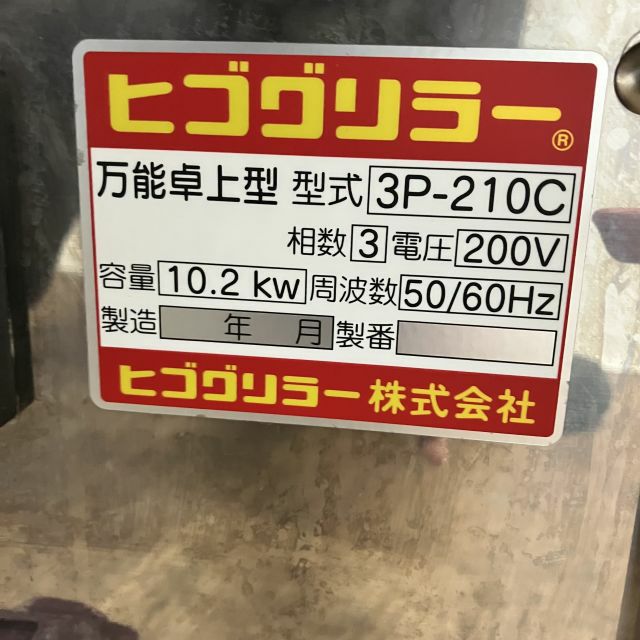 ヒゴグリラー®
万能卓上型 型式 3P-210C
相数 3 電圧 200V
容量 10.2 kw 周波数 50/60Hz
製造 年 月 製番
ヒゴグリラー株式会社